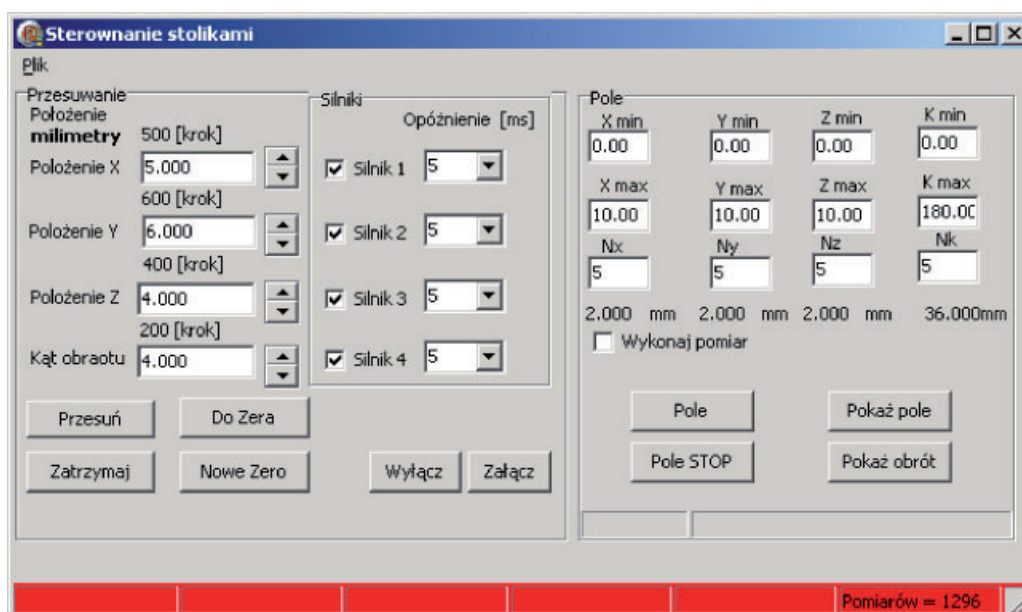 Sterownanie stolikami
Plik
Przesuwanie
Położenie
milimetry 500 [krok]
Położenie X 5.000
600 [krok]
Położenie Y 6.000
400 [krok]
Położenie Z 4.000
200 [krok]
Kąt obraotu 4.000
Przesuń Do Zera
Zatrzymaj Nowe Zero
Silniki
Opóźnienie [ms]
Silnik 1 5
Silnik 2 5
Silnik 3 5
Silnik 4 5
Wyłącz Załącz
Pole
X min Y min Z min K min
0.00 0.00 0.00 0.00
X max Y max Z max K max
10.00 10.00 10.00 180.00
Nx Ny Nz Nk
5 5 5 5
2.000 mm 2.000 mm 2.000 mm 36.000mm
Wykonaj pomiar
Pole Pokaż pole
Pole STOP Pokaż obrót
Pomiarów = 1296